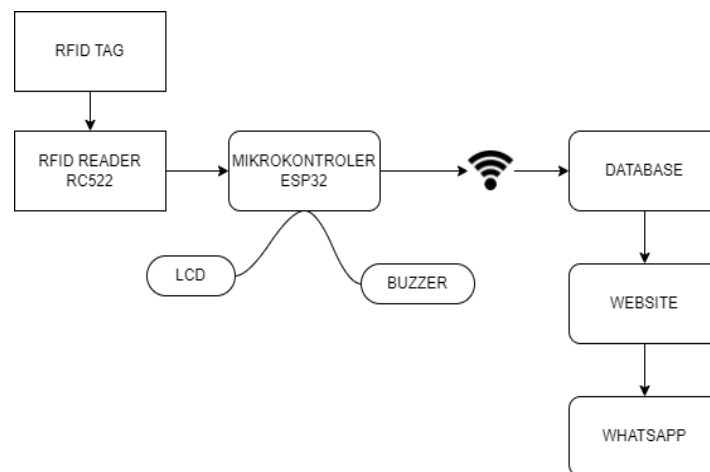 RFID TAG
RFID READER
RC522
MIKROKONTROLER
ESP32
DATABASE
LCD
BUZZER
WEBSITE
WHATSAPP